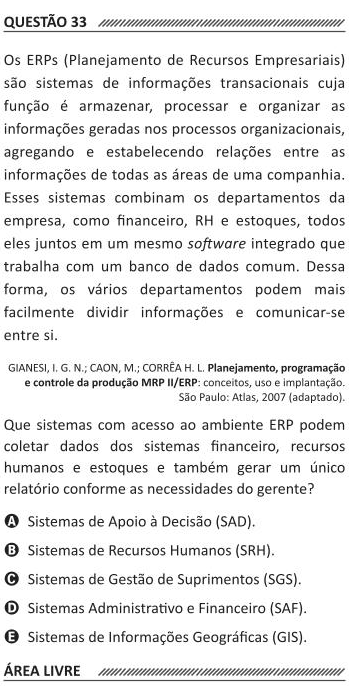 QUESTÃO 33
Os ERPs (Planejamento de Recursos Empresariais)
são sistemas de informações transacionais cuja
função é armazenar, processar e organizar as
informações geradas nos processos organizacionais,
agregando e estabelecendo relações entre as
informações de todas as áreas de uma companhia.
Esses sistemas combinam os departamentos da
empresa, como financeiro, RH e estoques, todos
eles juntos em um mesmo software integrado que
trabalha com um banco de dados comum. Dessa
forma, os vários departamentos podem mais
facilmente dividir informações e comunicar-se
entre si.
GIANESI, I. G. N.; CAON, M.; CORRÊA H. L. Planejamento, programação
e controle da produção MRP II/ERP: conceitos, uso e implantação.
São Paulo: Atlas, 2007 (adaptado).
Que sistemas com acesso ao ambiente ERP podem
coletar dados dos sistemas financeiro, recursos
humanos e estoques e também gerar um único
relatório conforme as necessidades do gerente?
A Sistemas de Apoio à Decisão (SAD).
B Sistemas de Recursos Humanos (SRH).
C Sistemas de Gestão de Suprimentos (SGS).
D Sistemas Administrativo e Financeiro (SAF).
E Sistemas de Informações Geográficas (GIS).
ÁREA LIVRE